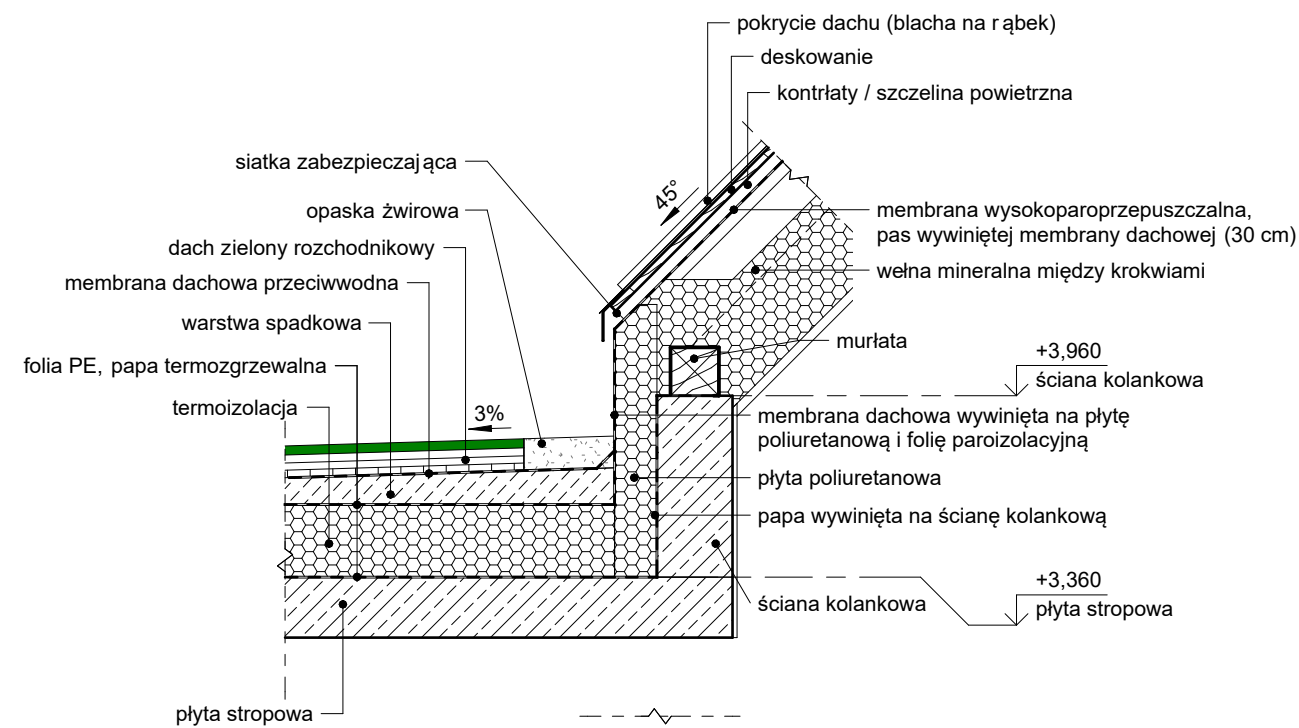 pokrycie dachu (blacha na rąbek)
deskowanie
kontrłaty / szczelina powietrzna
siatka zabezpieczająca
opaska żwirowa
dach zielony rozchodnikowy
membrana dachowa przeciwwodna
warstwa spadkowa
folia PE, papa termozgrzewalna
termoizolacja
3%
45°
membrana wysokoparoprzepuszczalna,
pas wywiniętej membrany dachowej (30 cm)
wełna mineralna między krokwiami
murłata
+3,960
ściana kolankowa
membrana dachowa wywinięta na płytę
poliuretanową i folię paroizolacyjną
płyta poliuretanowa
papa wywinięta na ścianę kolankową
+3,360
płyta stropowa
ściana kolankowa
płyta stropowa